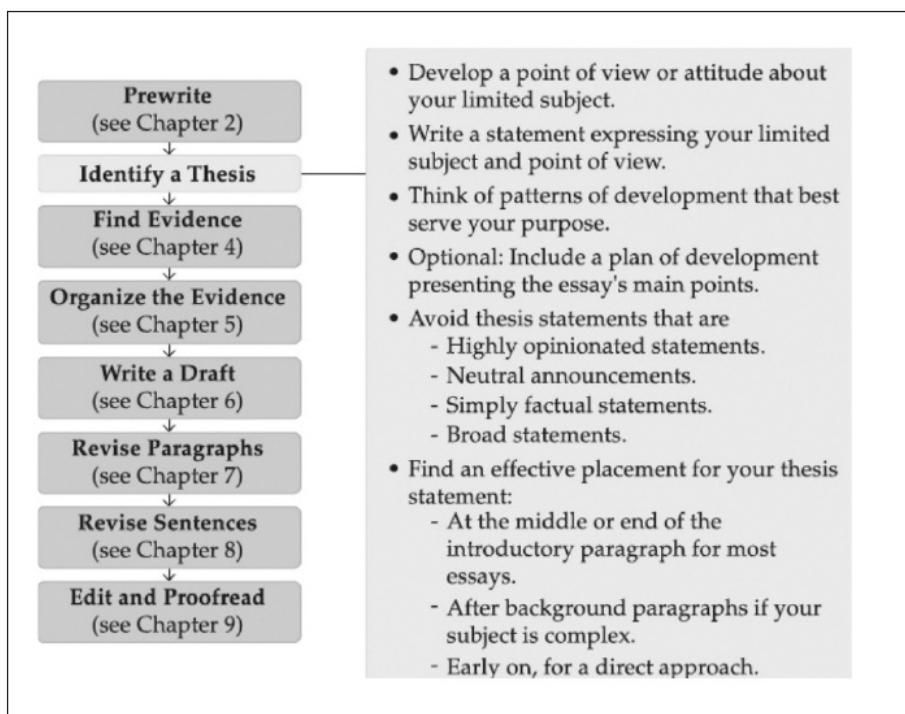 Prewrite
(see Chapter 2)
Identify a Thesis
Find Evidence
(see Chapter 4)
Organize the Evidence
(see Chapter 5)
Write a Draft
(see Chapter 6)
Revise Paragraphs
(see Chapter 7)
Revise Sentences
(see Chapter 8)
Edit and Proofread
(see Chapter 9)
• Develop a point of view or attitude about
your limited subject.
• Write a statement expressing your limited
subject and point of view.
• Think of patterns of development that best
serve your purpose.
• Optional: Include a plan of development
presenting the essay's main points.
• Avoid thesis statements that are
- Highly opinionated statements.
- Neutral announcements.
- Simply factual statements.
- Broad statements.
• Find an effective placement for your thesis
statement:
- At the middle or end of the
introductory paragraph for most
essays.
- After background paragraphs if your
subject is complex.
- Early on, for a direct approach.